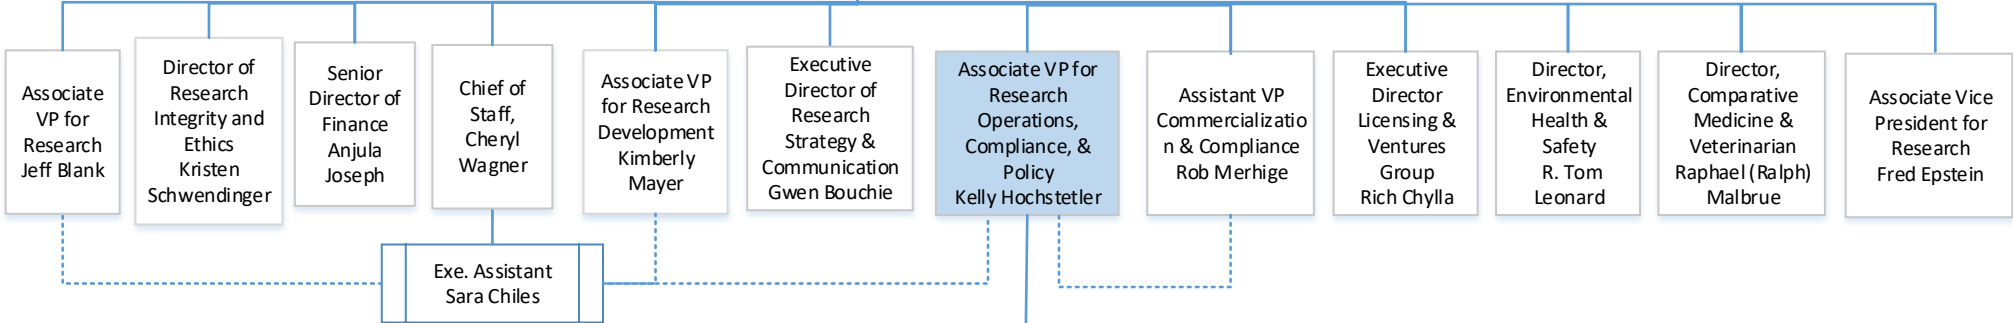 Associate
VP for
Research
Jeff Blank
Director of
Research
Integrity and
Ethics
Kristen
Schwendinger
Senior
Director of
Finance
Anjula
Joseph
Chief of
Staff,
Cheryl
Wagner
Associate VP
for Research
Development
Kimberly
Mayer
Executive
Director of
Research
Strategy &
Communication
Gwen Bouchie
Associate VP for
Research
Operations,
Compliance, &
Policy
Kelly Hochstetler
Assistant VP
Commercializatio
n & Compliance
Rob Merhige
Executive
Director
Licensing &
Ventures
Group
Rich Chylla
Director,
Environmental
Health &
Safety
R. Tom
Leonard
Director,
Comparative
Medicine &
Veterinarian
Raphael (Ralph)
Malbrue
Associate Vice
President for
Research
Fred Epstein
Exe. Assistant
Sara Chiles